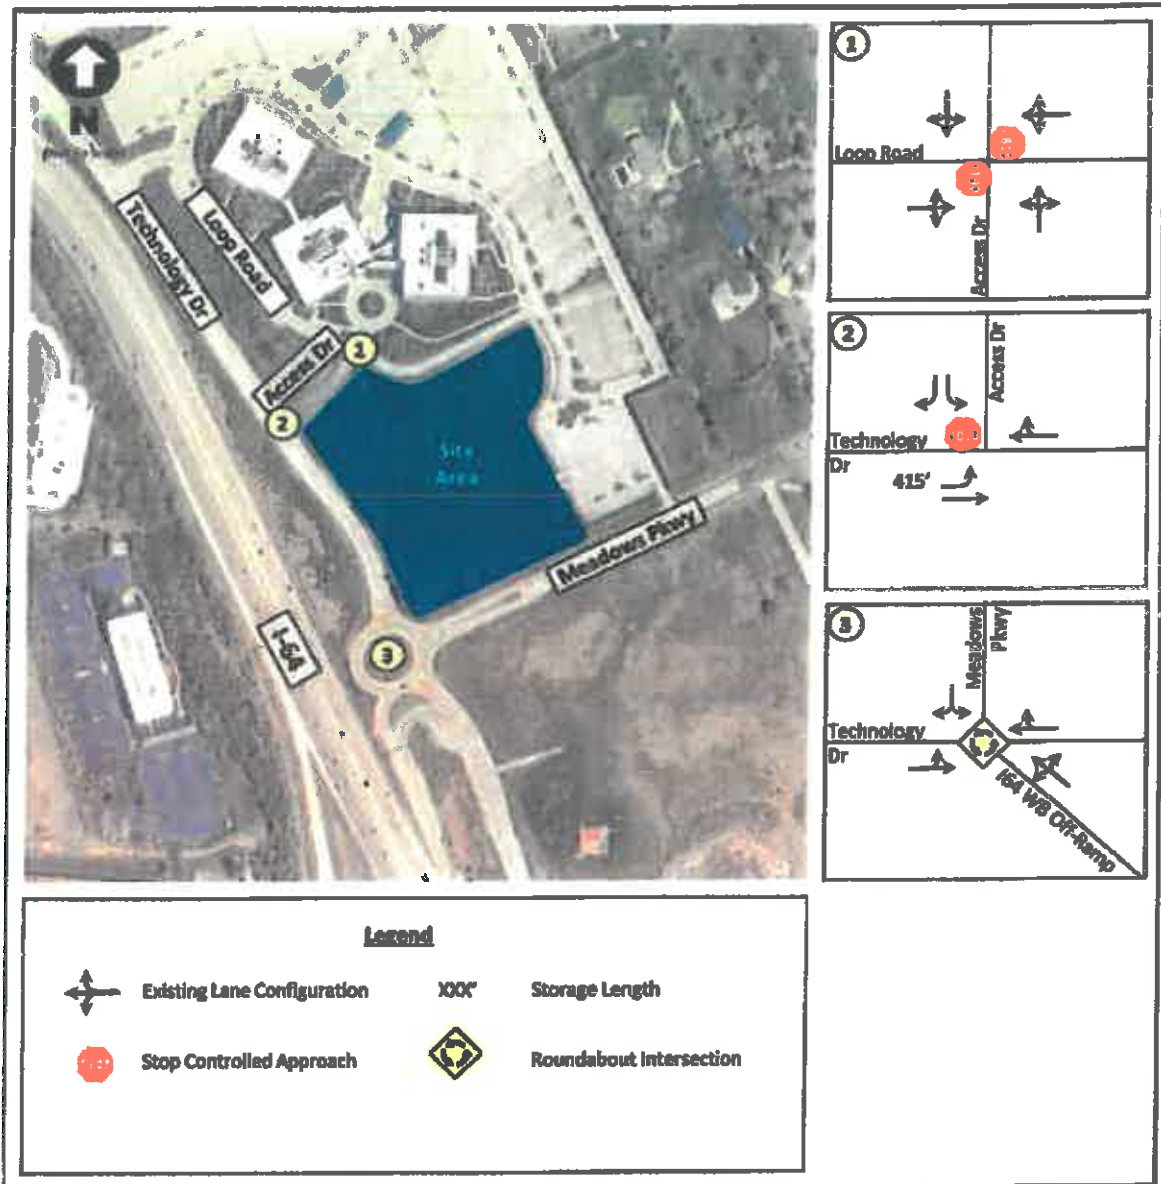 N
Technology Dr
Loop Road
Access Dr
1
2
Site
Area
Meadows Pkwy
I-64
3
1
Loop Road
Access Dr
2
Access Dr
Technology
Dr
415'
3
Meadows
Pkwy
Technology
Dr
I64 WB Off-Ramp
Legend
Existing Lane Configuration
XXX'
Storage Length
Stop Controlled Approach
Roundabout Intersection